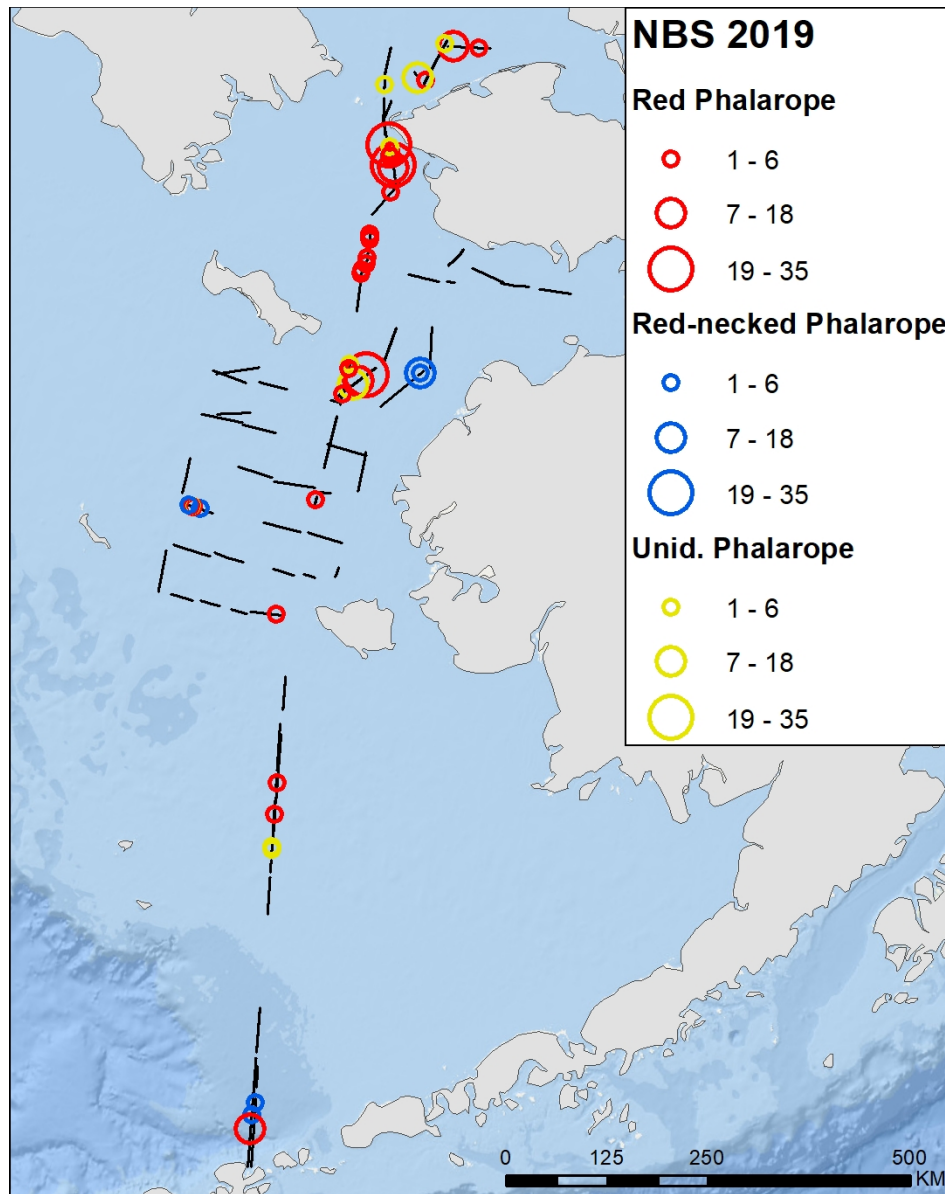 NBS 2019
Red Phalarope
1 - 6
7 - 18
19 - 35
Red-necked Phalarope
1 - 6
7 - 18
19 - 35
Unid. Phalarope
1 - 6
7 - 18
19 - 35
0 125 250 500
KM